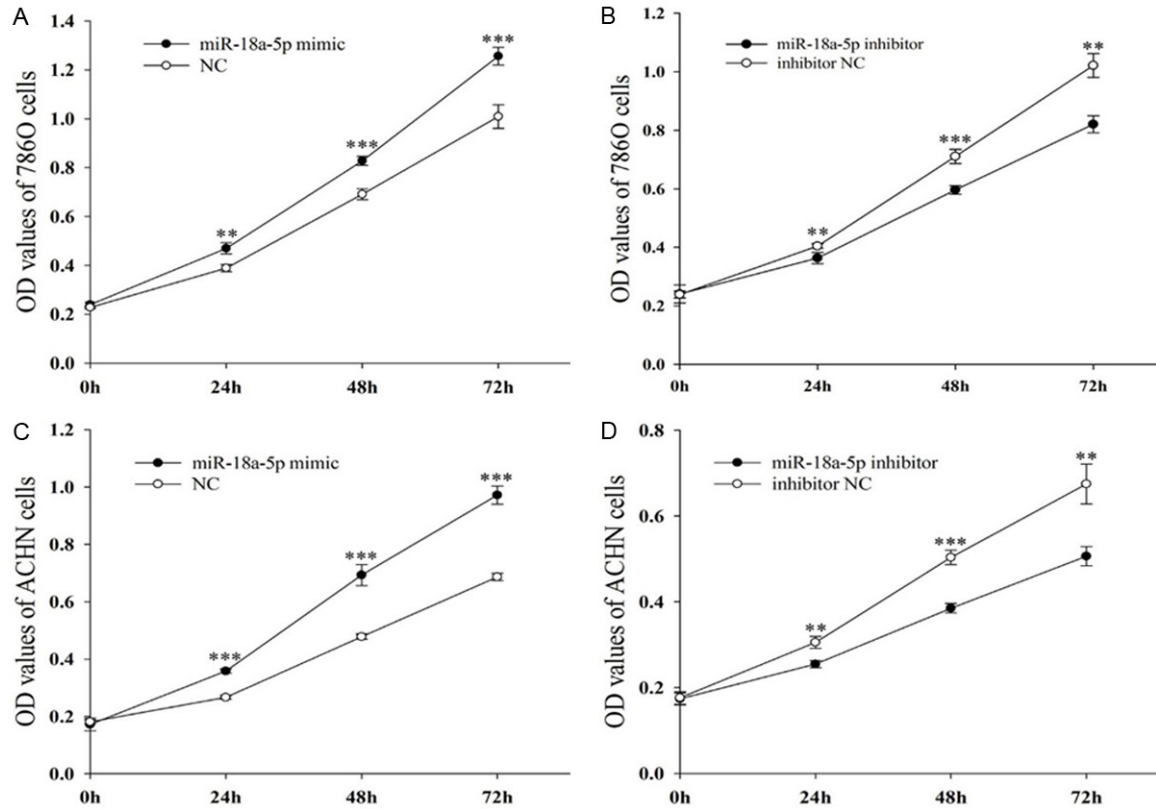 A
OD values of 786O cells
1.4
1.2
1.0
0.8
0.6
0.4
0.2
0.0
miR-18a-5p mimic
NC
**
***
***
0h 24h 48h 72h
B
OD values of 786O cells
1.2
1.0
0.8
0.6
0.4
0.2
0.0
miR-18a-5p inhibitor
inhibitor NC
**
***
**
0h 24h 48h 72h
C
OD values of ACHN cells
1.2
1.0
0.8
0.6
0.4
0.2
0.0
miR-18a-5p mimic
NC
***
***
***
0h 24h 48h 72h
D
OD values of ACHN cells
0.8
0.6
0.4
0.2
0.0
miR-18a-5p inhibitor
inhibitor NC
**
***
**
0h 24h 48h 72h